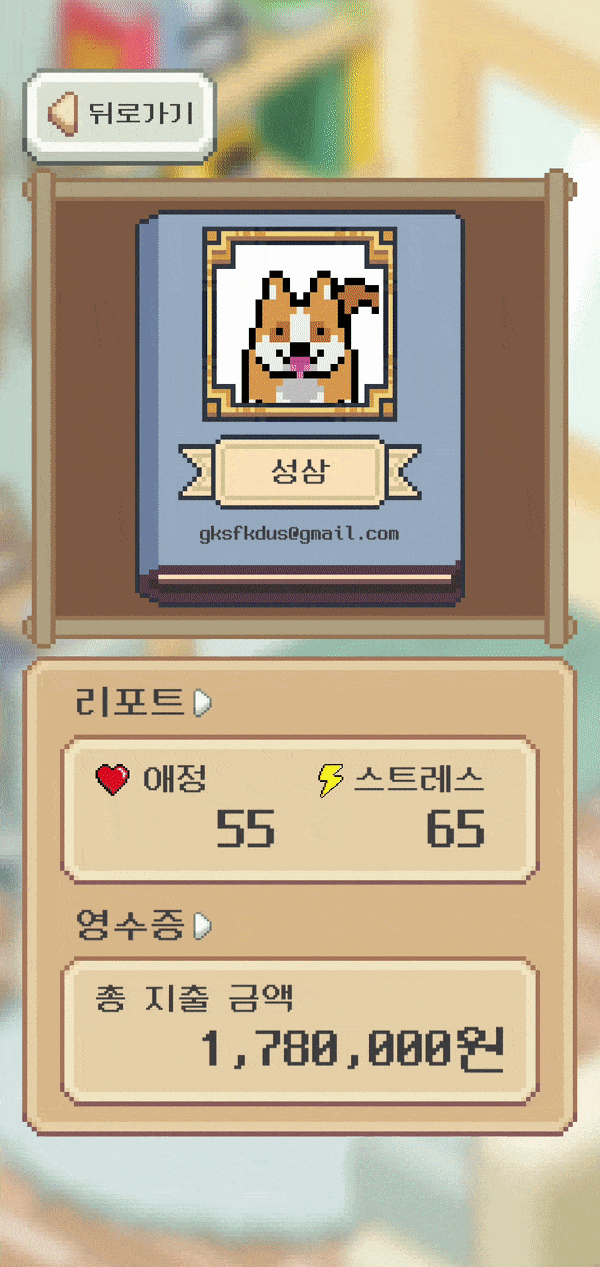 뒤로가기
성삼
gksfkdus@gmail.com
리포트
애정 스트레스
55 65
영수증
총 지출 금액
1,780,000원